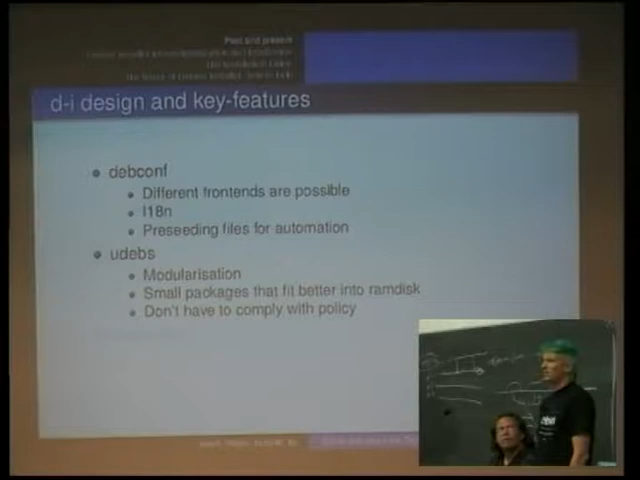 Past and present
d-i design and key-features
debconf
Different frontends are possible
I18n
Preseeding files for automation
udebs
Modularisation
Small packages that fit better into ramdisk
Don't have to comply with policy